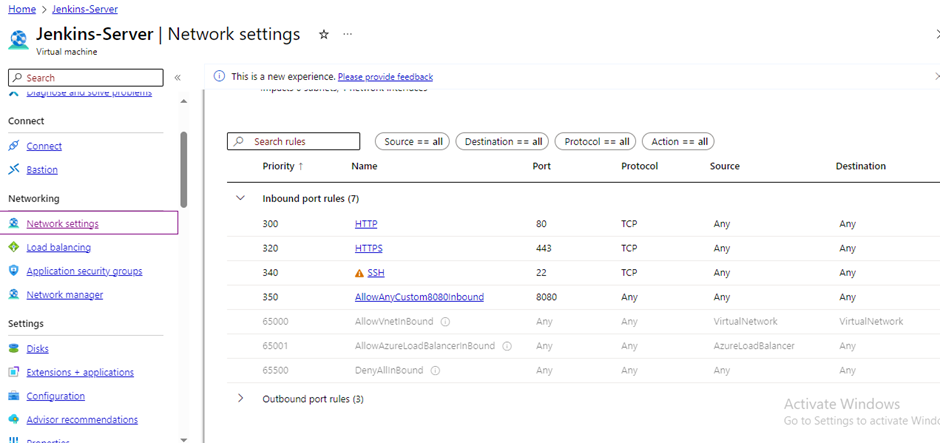 Home > Jenkins-Server
Jenkins-Server | Network settings ☆ ...
Virtual machine
Search «
Diagnose and solve problems
Connect
Connect
Bastion
Networking
Network settings
Load balancing
Application security groups
Network manager
Settings
Disks
Extensions + applications
Configuration
Advisor recommendations
Properties
This is a new experience. Please provide feedback
Impacts 0 subnets, 1 network interfaces
Search rules Source == all Destination == all Protocol == all Action == all
Priority ↑ Name Port Protocol Source Destination
Inbound port rules (7)
300 HTTP 80 TCP Any Any
320 HTTPS 443 TCP Any Any
340 SSH 22 TCP Any Any
350 AllowAnyCustom8080Inbound 8080 Any Any Any
65000 AllowVnetInBound Any Any VirtualNetwork VirtualNetwork
65001 AllowAzureLoadBalancerInBound Any Any AzureLoadBalancer Any
65500 DenyAllInBound Any Any Any Any
Outbound port rules (3)
Activate Windows
Go to Settings to activate Windo